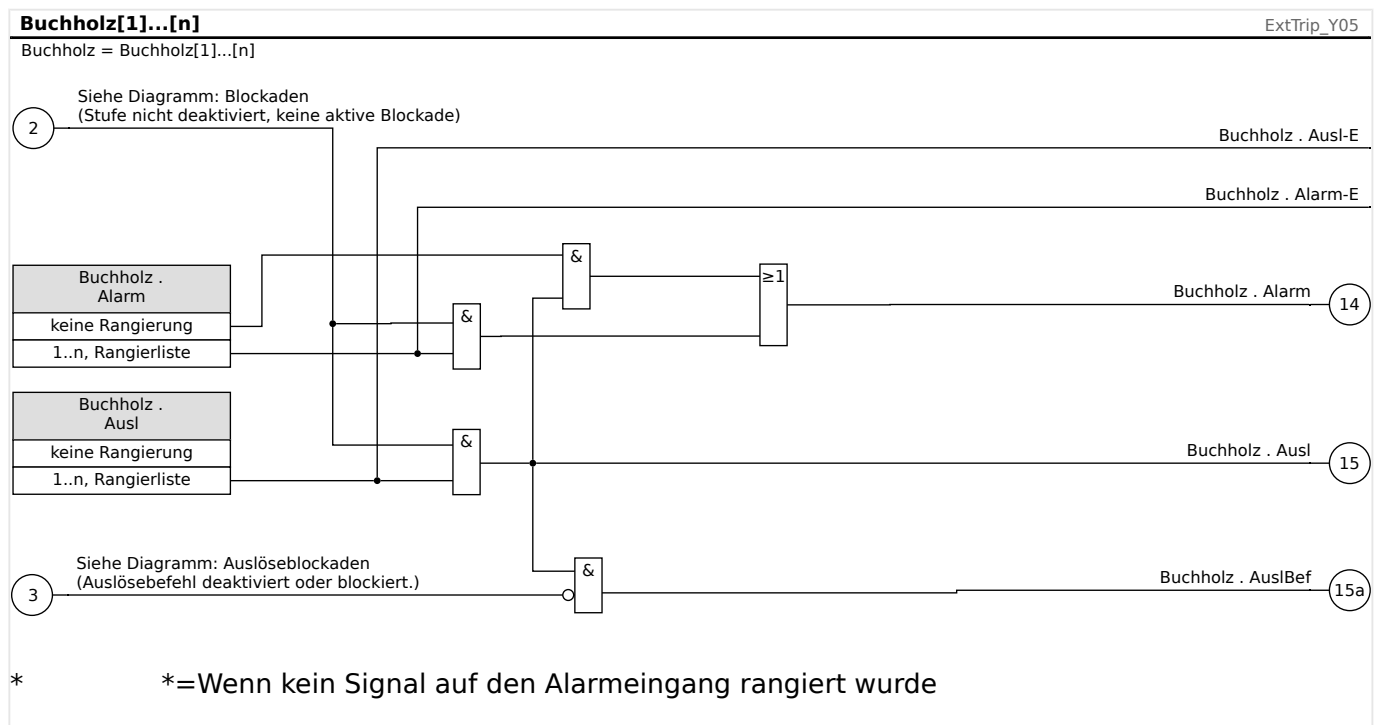 Buchholz[1]...[n]
ExtTrip_Y05
Buchholz = Buchholz[1]...[n]
Siehe Diagramm: Blockaden
(Stufe nicht deaktiviert, keine aktive Blockade)
2
Buchholz . Ausl-E
Buchholz . Alarm-E
&
≥1
Buchholz .
Alarm
keine Rangierung
1..n, Rangierliste
&
Buchholz . Alarm
14
Buchholz .
Ausl
keine Rangierung
1..n, Rangierliste
&
Buchholz . Ausl
15
Siehe Diagramm: Auslöseblockaden
(Auslösebefehl deaktiviert oder blockiert.)
3
&
Buchholz . AuslBef
15a
* *=Wenn kein Signal auf den Alarmeingang rangiert wurde